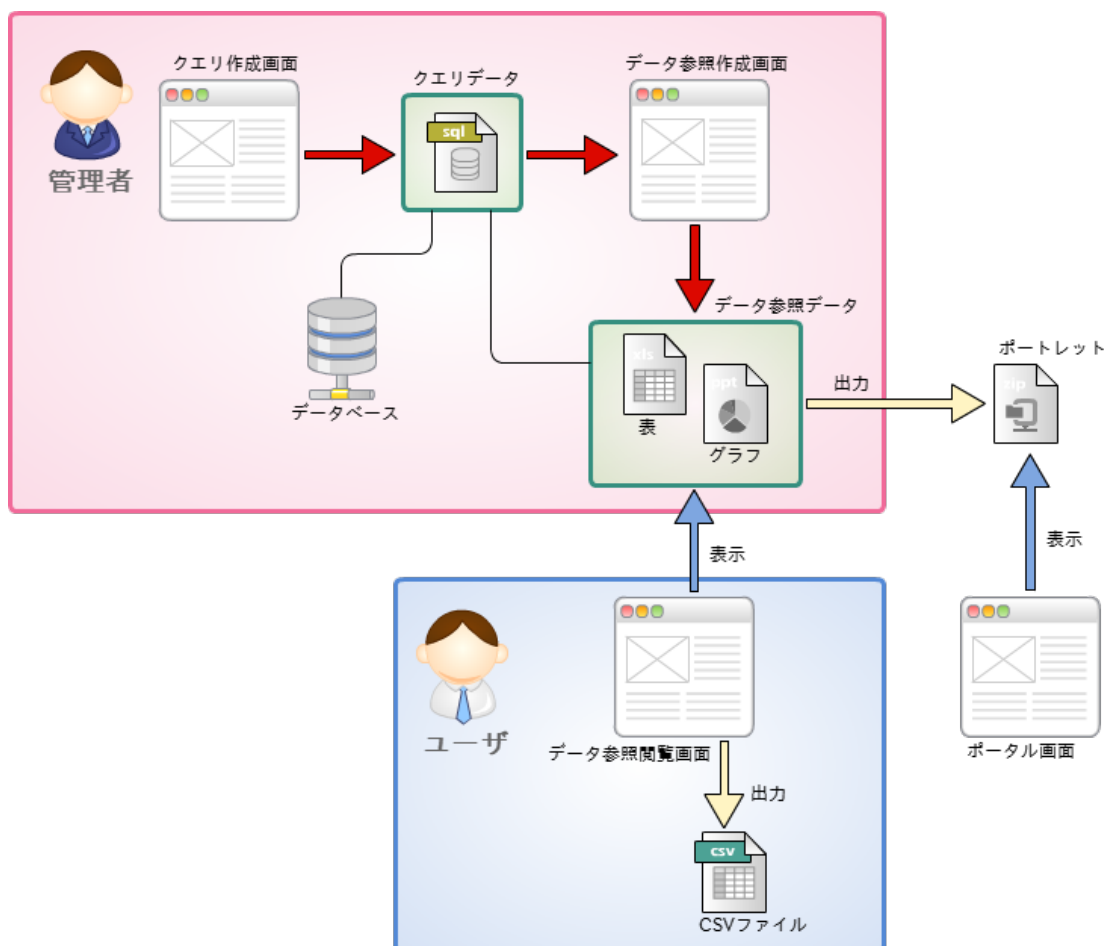 クエリ作成画面
クエリデータ
データ参照作成画面
sql
管理者
データベース
データ参照データ
xls
表
ppt
グラフ
出力
ポートレット
zip
表示
表示
ユーザ
データ参照閲覧画面
ポータル画面
出力
csv
CSVファイル